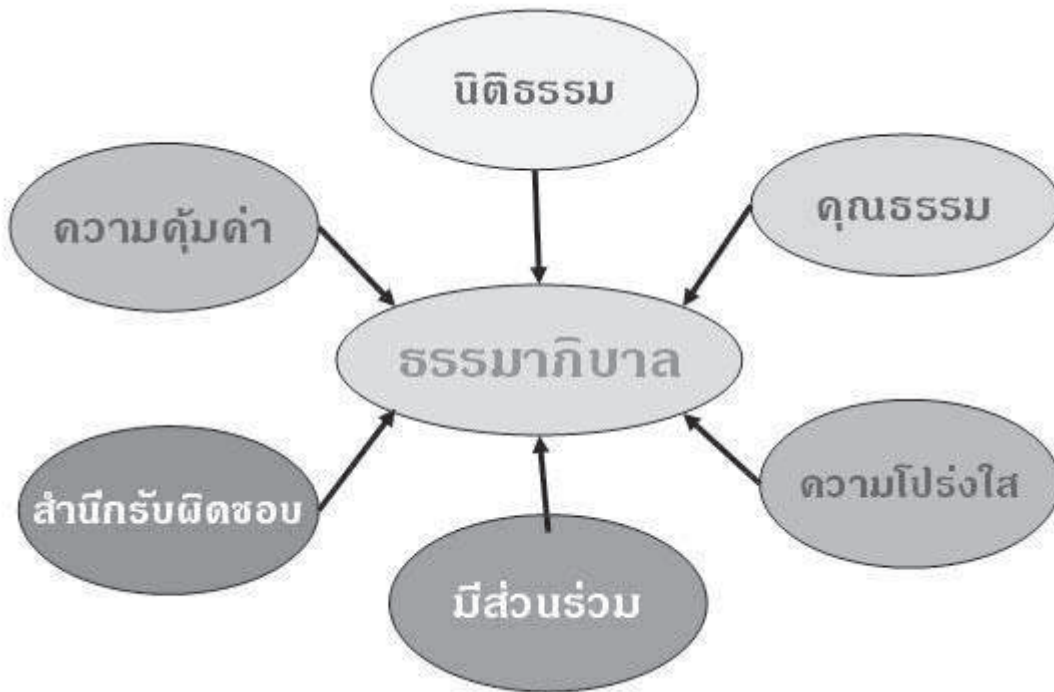 นิติธรรม
ความคุ้มค่า
คุณธรรม
ธรรมาภิบาล
สำนึกรับผิดชอบ
ความโปร่งใส
มีส่วนร่วม